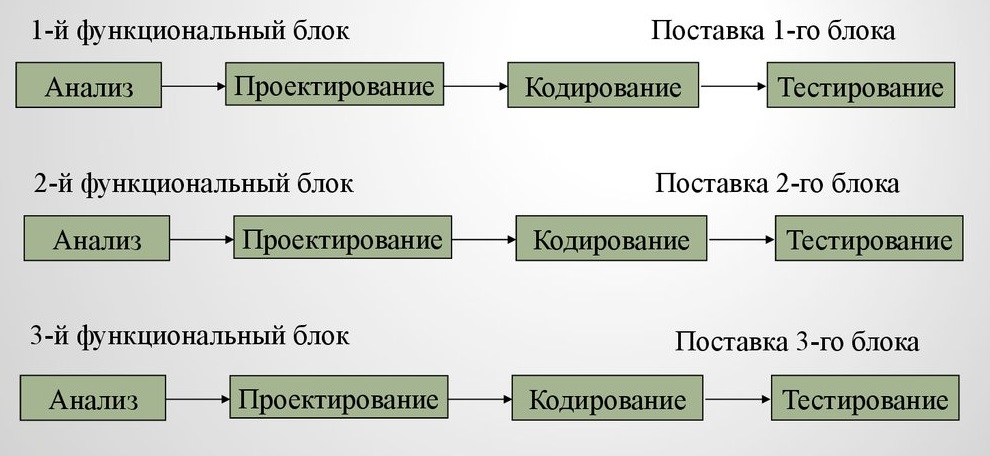 1-й функциональный блок Поставка 1-го блока
Анализ Проектирование Кодирование Тестирование
2-й функциональный блок Поставка 2-го блока
Анализ Проектирование Кодирование Тестирование
3-й функциональный блок Поставка 3-го блока
Анализ Проектирование Кодирование Тестирование